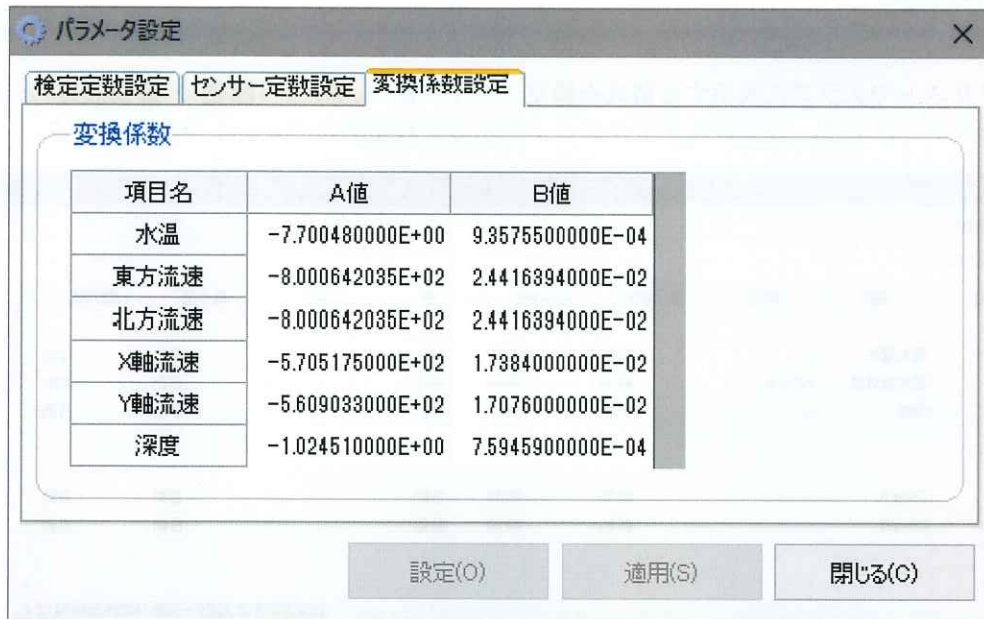 パラメータ設定
検定定数設定 センサー定数設定 変換係数設定
変換係数
項目名 A値 B値
水温 -7.700480000E+00 9.3575500000E-04
東方流速 -8.000642035E+02 2.4416394000E-02
北方流速 -8.000642035E+02 2.4416394000E-02
X軸流速 -5.705175000E+02 1.7384000000E-02
Y軸流速 -5.609033000E+02 1.7076000000E-02
深度 -1.024510000E+00 7.5945900000E-04
設定(O) 適用(S) 閉じる(C)